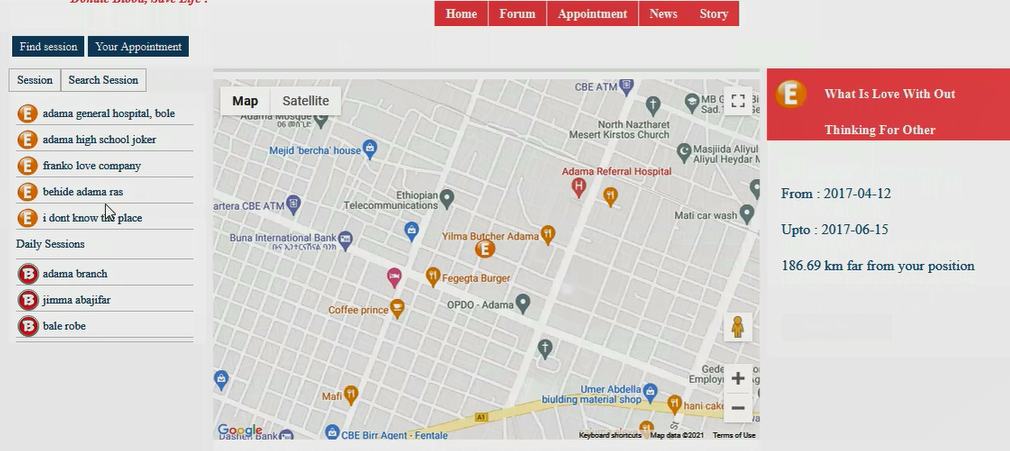 Donate Blood, Save Life !
Home Forum Appointment News Story
Find session Your Appointment
Session Search Session
E adama general hospital, bole
E adama high school joker
E franko love company
E behide adama ras
E i dont know the place
Daily Sessions
B adama branch
B jimma abajifar
B bale robe
Map Satellite
CBE ATM
MB G
Sad.
North Naztharet
Mesert Kirstos Church
Adama Mosque
Mejid 'bercha' house
Masjiida Aliyul
Aliyul Heydar M
Adama Referral Hospital
Ethiopian
Telecommunications
artera CBE ATM
Mati car wash
Buna International Bank
Yilma Butcher Adama
E
Fegegta Burger
OPDO - Adama
Coffee prince
Gede
Employ
Umer Abdella
biulding material shop
Mafi
hani cak
A1
CBE Birr Agent - Fentale
Dashen Bank
Google
Keyboard shortcuts Map data ©2021 Terms of Use
E What Is Love With Out
Thinking For Other
From : 2017-04-12
Upto : 2017-06-15
186.69 km far from your position